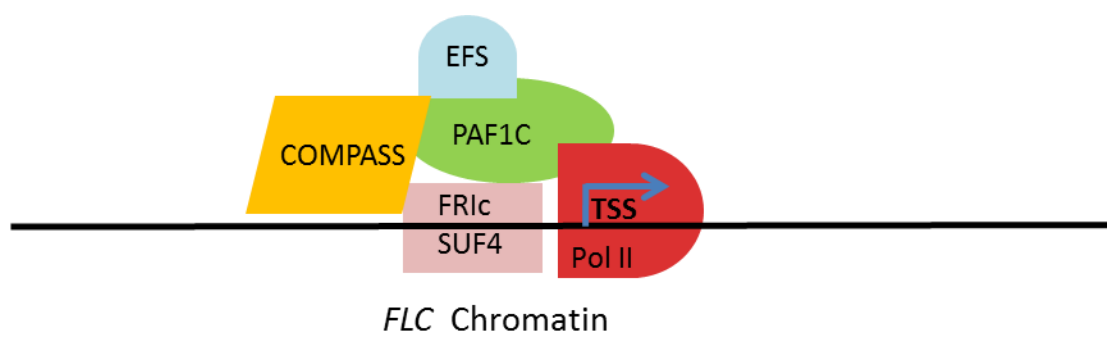 EFS
PAF1C
COMPASS
FRIc
TSS
SUF4
Pol II
FLC Chromatin